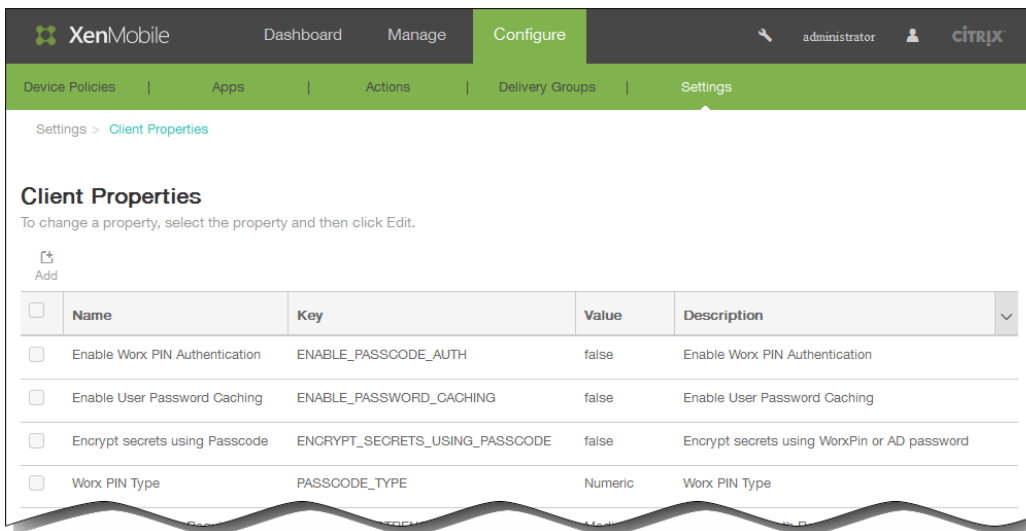 XenMobile Dashboard Manage Configure administrator CITRIX
Device Policies | Apps | Actions | Delivery Groups | Settings
Settings > Client Properties
Client Properties
To change a property, select the property and then click Edit.
Add
Name Key Value Description
Enable Worx PIN Authentication ENABLE_PASSCODE_AUTH false Enable Worx PIN Authentication
Enable User Password Caching ENABLE_PASSWORD_CACHING false Enable User Password Caching
Encrypt secrets using Passcode ENCRYPT_SECRETS_USING_PASSCODE false Encrypt secrets using WorxPin or AD password
Worx PIN Type PASSCODE_TYPE Numeric Worx PIN Type